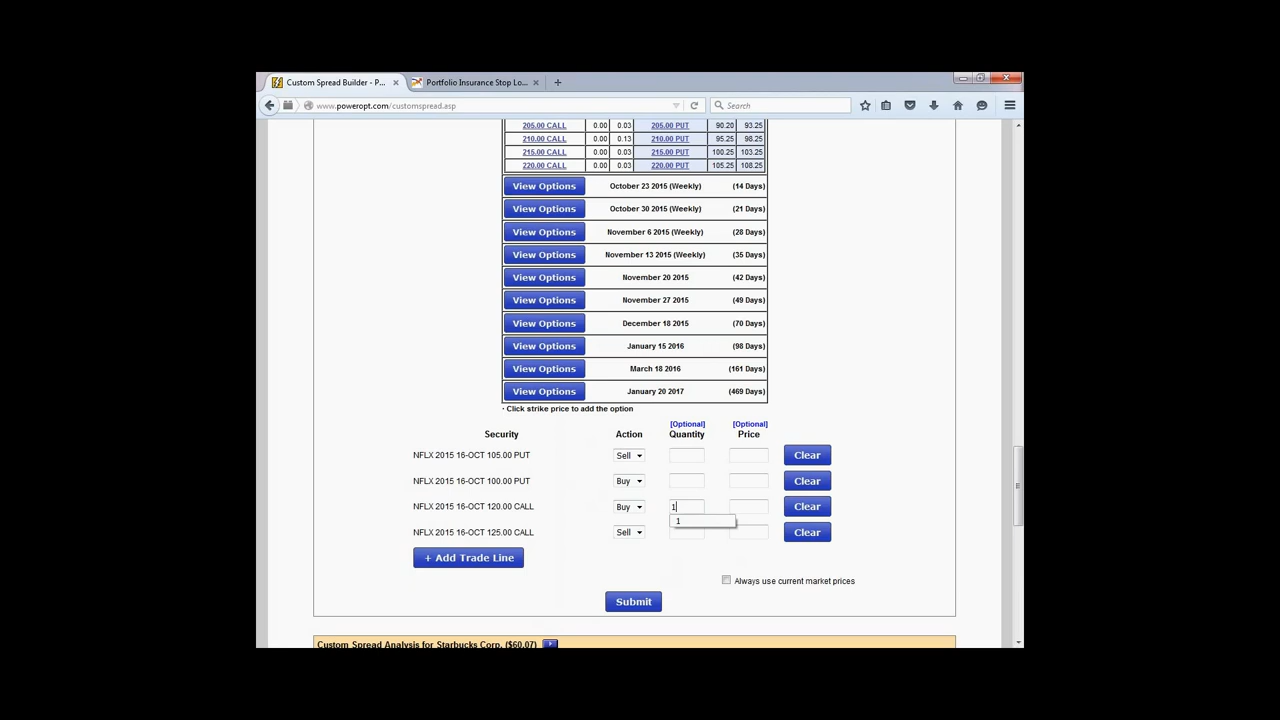 Custom Spread Builder - P...
Portfolio Insurance Stop Lo...
www.poweropt.com/customspread.asp
Search
205.00 CALL 0.00 0.03 205.00 PUT 90.20 93.25
210.00 CALL 0.00 0.13 210.00 PUT 95.25 98.25
215.00 CALL 0.00 0.03 215.00 PUT 100.25 103.25
220.00 CALL 0.00 0.03 220.00 PUT 105.25 108.25
View Options October 23 2015 (Weekly) (14 Days)
View Options October 30 2015 (Weekly) (21 Days)
View Options November 6 2015 (Weekly) (28 Days)
View Options November 13 2015 (Weekly) (35 Days)
View Options November 20 2015 (42 Days)
View Options November 27 2015 (49 Days)
View Options December 18 2015 (70 Days)
View Options January 15 2016 (98 Days)
View Options March 18 2016 (161 Days)
View Options January 20 2017 (469 Days)
· Click strike price to add the option
[Optional] [Optional]
Security Action Quantity Price
NFLX 2015 16-OCT 105.00 PUT Sell Clear
NFLX 2015 16-OCT 100.00 PUT Buy Clear
NFLX 2015 16-OCT 120.00 CALL Buy 1 Clear
1
NFLX 2015 16-OCT 125.00 CALL Sell Clear
+ Add Trade Line
Always use current market prices
Submit
Custom Spread Analysis for Starbucks Corp. ($60.07)